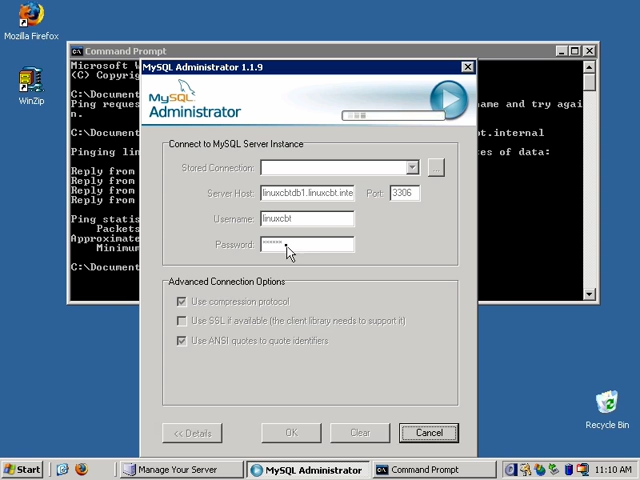 Mozilla Firefox
WinZip
Command Prompt
Microsoft W
(C) Copyrig
C:\Document
Ping reque
name and try agai
n.
C:\Document
bt.internal
Pinging lin
es of data:
Reply from
Reply from
Reply from
Reply from
Ping statis
Packets
Approximate
Minimum
C:\Document
MySQL Administrator 1.1.9
MySQL
Administrator
Connect to MySQL Server Instance
Stored Connection:
...
Server Host: linuxcbtdb1.linuxcbt.inte Port: 3306
Username: linuxcbt
Password: ******
Advanced Connection Options
Use compression protocol
Use SSL if available (the client library needs to support it)
Use ANSI quotes to quote identifiers
<< Details OK Clear Cancel
Recycle Bin
Start Manage Your Server MySQL Administrator Command Prompt 11:10 AM